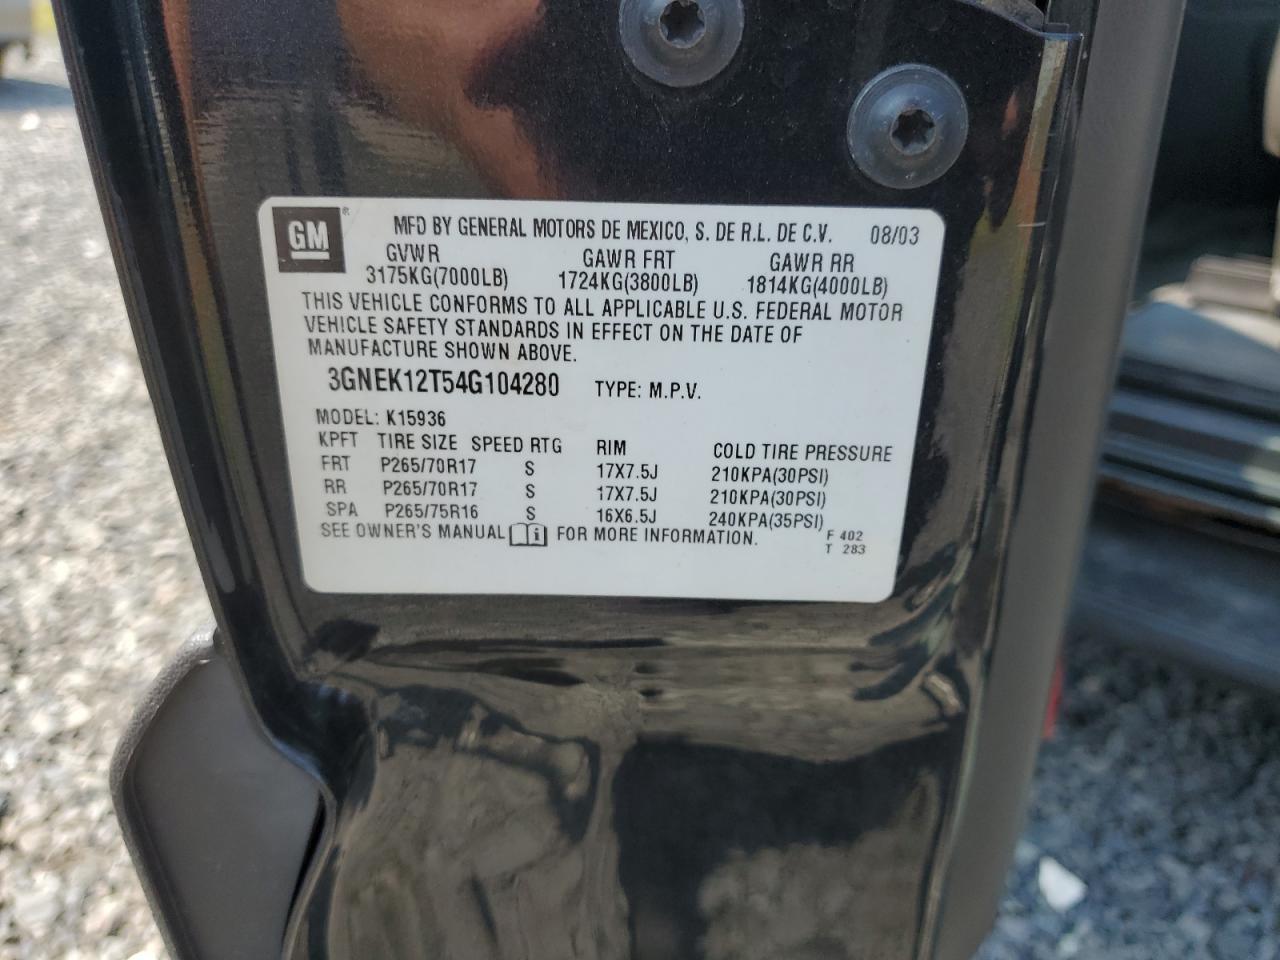 GM ® MFD BY GENERAL MOTORS DE MEXICO, S. DE R.L. DE C.V. 08/03
GVWR GAWR FRT GAWR RR
3175KG(7000LB) 1724KG(3800LB) 1814KG(4000LB)
THIS VEHICLE CONFORMS TO ALL APPLICABLE U.S. FEDERAL MOTOR
VEHICLE SAFETY STANDARDS IN EFFECT ON THE DATE OF
MANUFACTURE SHOWN ABOVE.
3GNEK12T54G104280 TYPE: M.P.V.
MODEL: K15936
KPFT TIRE SIZE SPEED RTG RIM COLD TIRE PRESSURE
FRT P265/70R17 S 17X7.5J 210KPA(30PSI)
RR P265/70R17 S 17X7.5J 210KPA(30PSI)
SPA P265/75R16 S 16X6.5J 240KPA(35PSI)
SEE OWNER'S MANUAL i FOR MORE INFORMATION. F 402
T 283